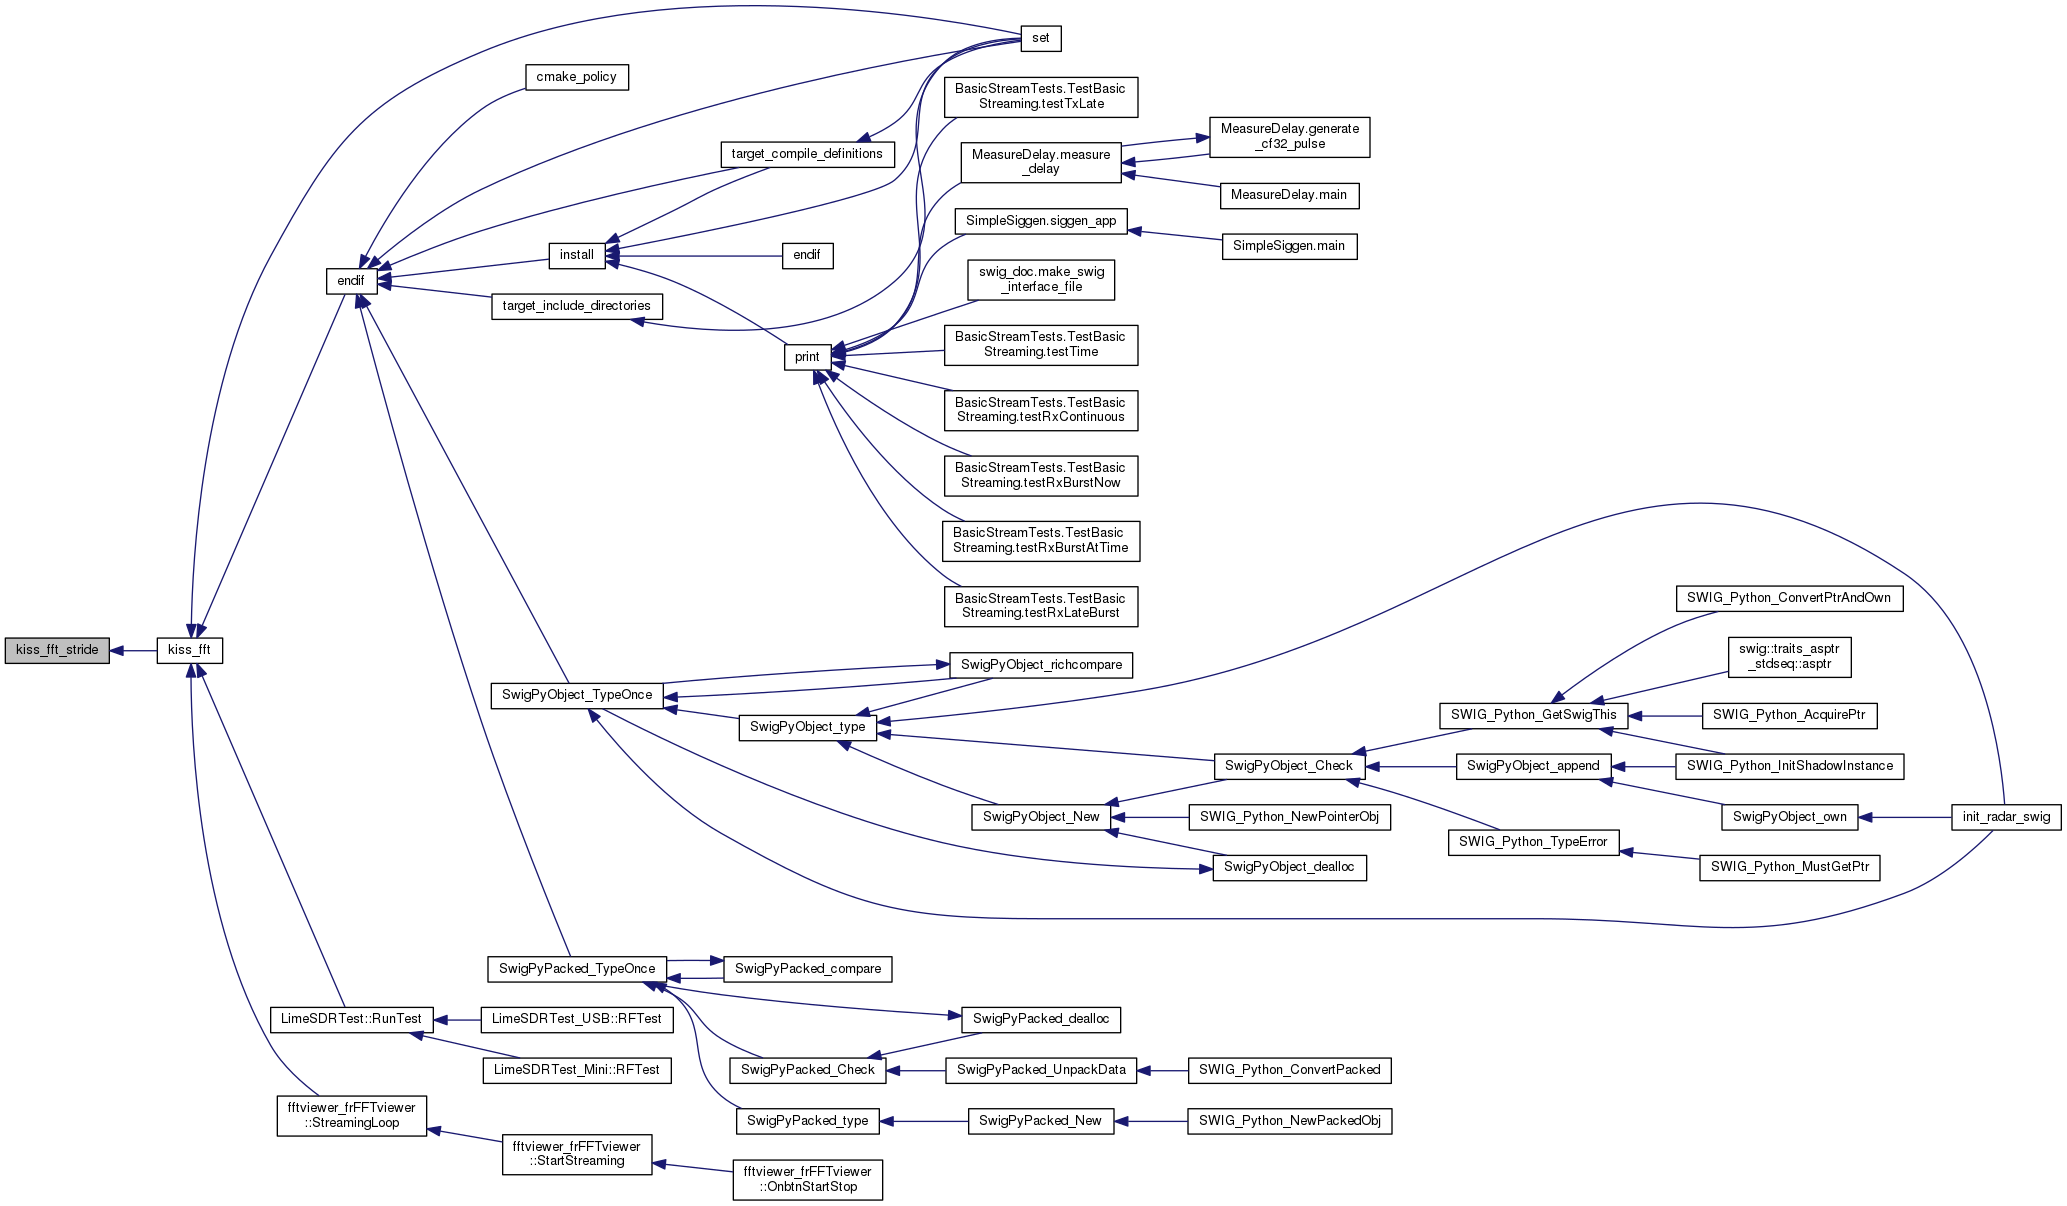 set
cmake_policy
BasicStreamTests.TestBasic
Streaming.testTxLate
MeasureDelay.generate
_cf32_pulse
target_compile_definitions
MeasureDelay.measure
_delay
MeasureDelay.main
SimpleSiggen.siggen_app
SimpleSiggen.main
install
endif
endif
swig_doc.make_swig
_interface_file
target_include_directories
print
BasicStreamTests.TestBasic
Streaming.testTime
BasicStreamTests.TestBasic
Streaming.testRxContinuous
BasicStreamTests.TestBasic
Streaming.testRxBurstNow
BasicStreamTests.TestBasic
Streaming.testRxBurstAtTime
BasicStreamTests.TestBasic
Streaming.testRxLateBurst
SWIG_Python_ConvertPtrAndOwn
kiss_fft_stride
kiss_fft
swig::traits_asptr
_stdseq::asptr
SwigPyObject_richcompare
SwigPyObject_TypeOnce
SWIG_Python_GetSwigThis
SWIG_Python_AcquirePtr
SwigPyObject_type
SwigPyObject_Check
SwigPyObject_append
SWIG_Python_InitShadowInstance
SwigPyObject_New
SWIG_Python_NewPointerObj
SwigPyObject_own
init_radar_swig
SWIG_Python_TypeError
SwigPyObject_dealloc
SWIG_Python_MustGetPtr
SwigPyPacked_TypeOnce
SwigPyPacked_compare
LimeSDRTest::RunTest
LimeSDRTest_USB::RFTest
SwigPyPacked_dealloc
LimeSDRTest_Mini::RFTest
SwigPyPacked_Check
SwigPyPacked_UnpackData
SWIG_Python_ConvertPacked
fftviewer_frFFTviewer
::StreamingLoop
SwigPyPacked_type
SwigPyPacked_New
SWIG_Python_NewPackedObj
fftviewer_frFFTviewer
::StartStreaming
fftviewer_frFFTviewer
::OnbtnStartStop